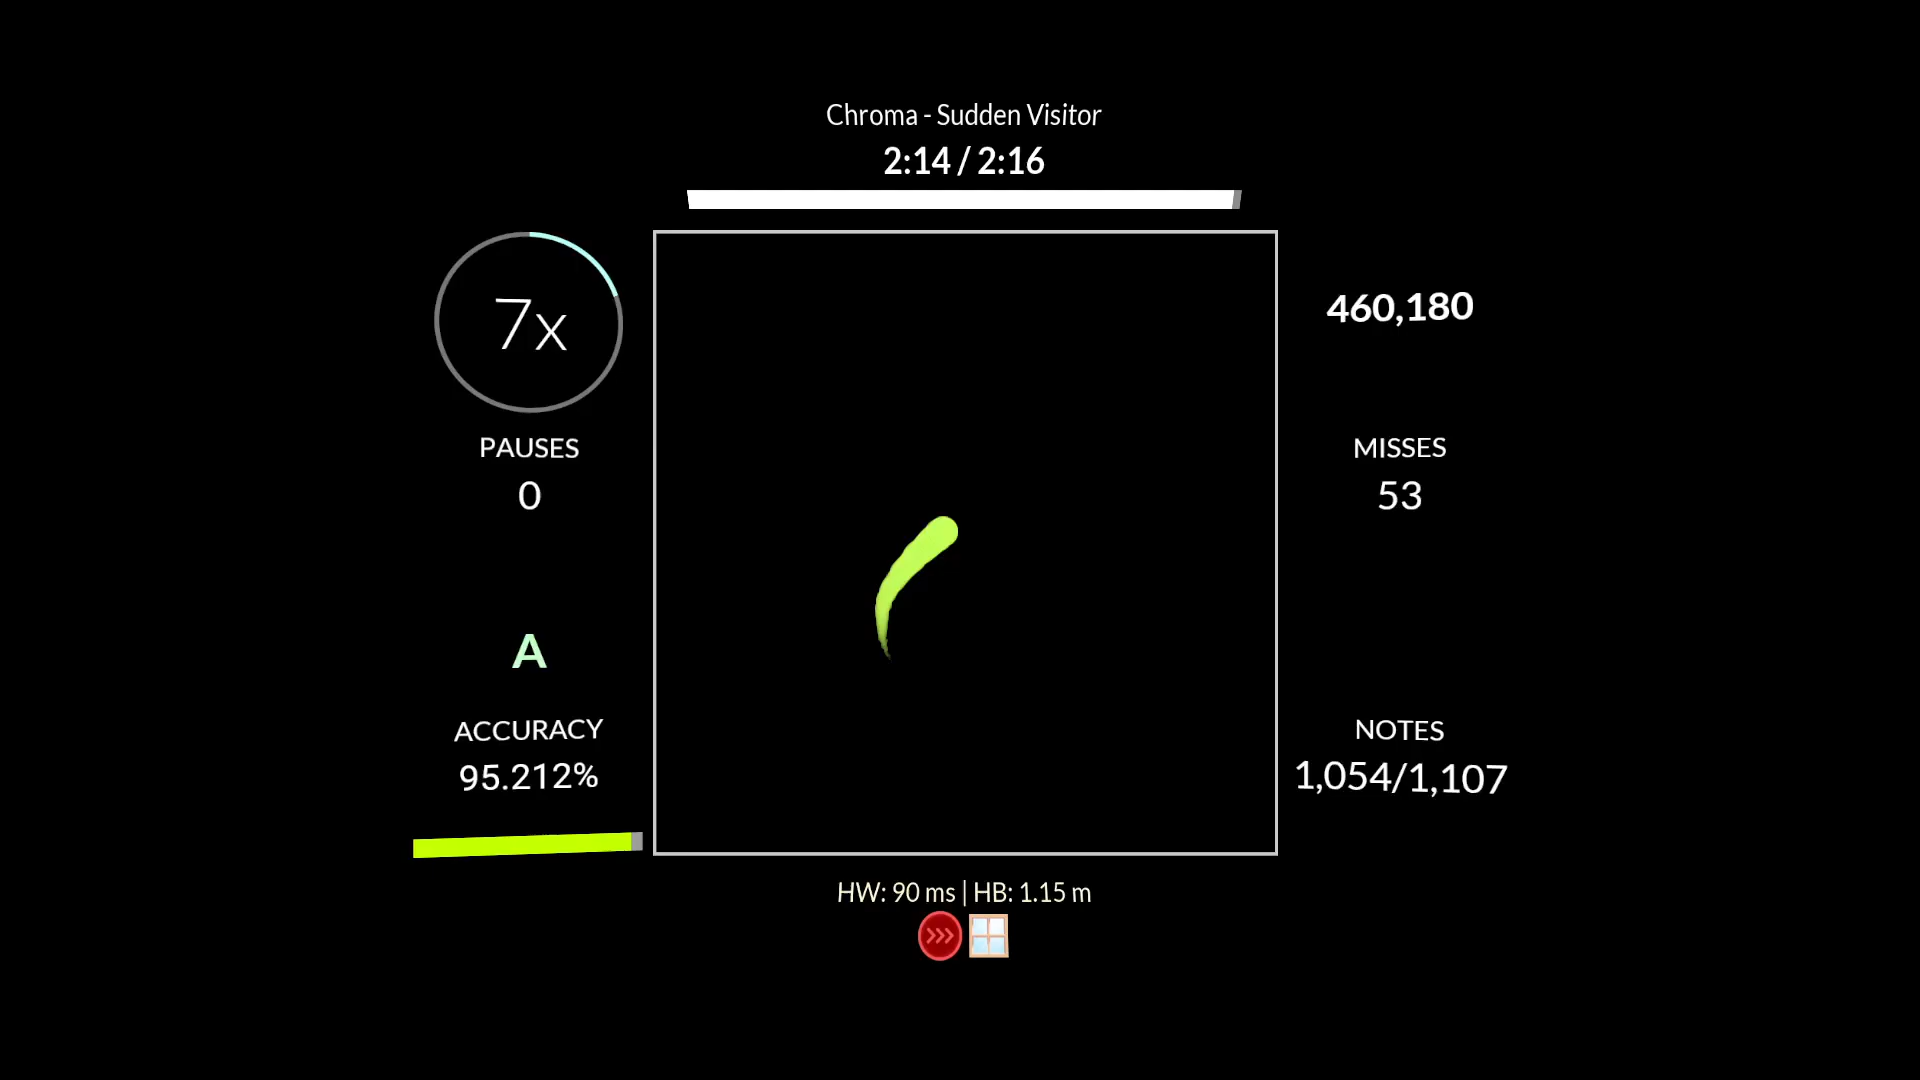 Chroma - Sudden Visitor
2:14 / 2:16
7x
460,180
PAUSES
0
MISSES
53
A
ACCURACY
95.212%
NOTES
1,054/1,107
HW: 90 ms | HB: 1.15 m